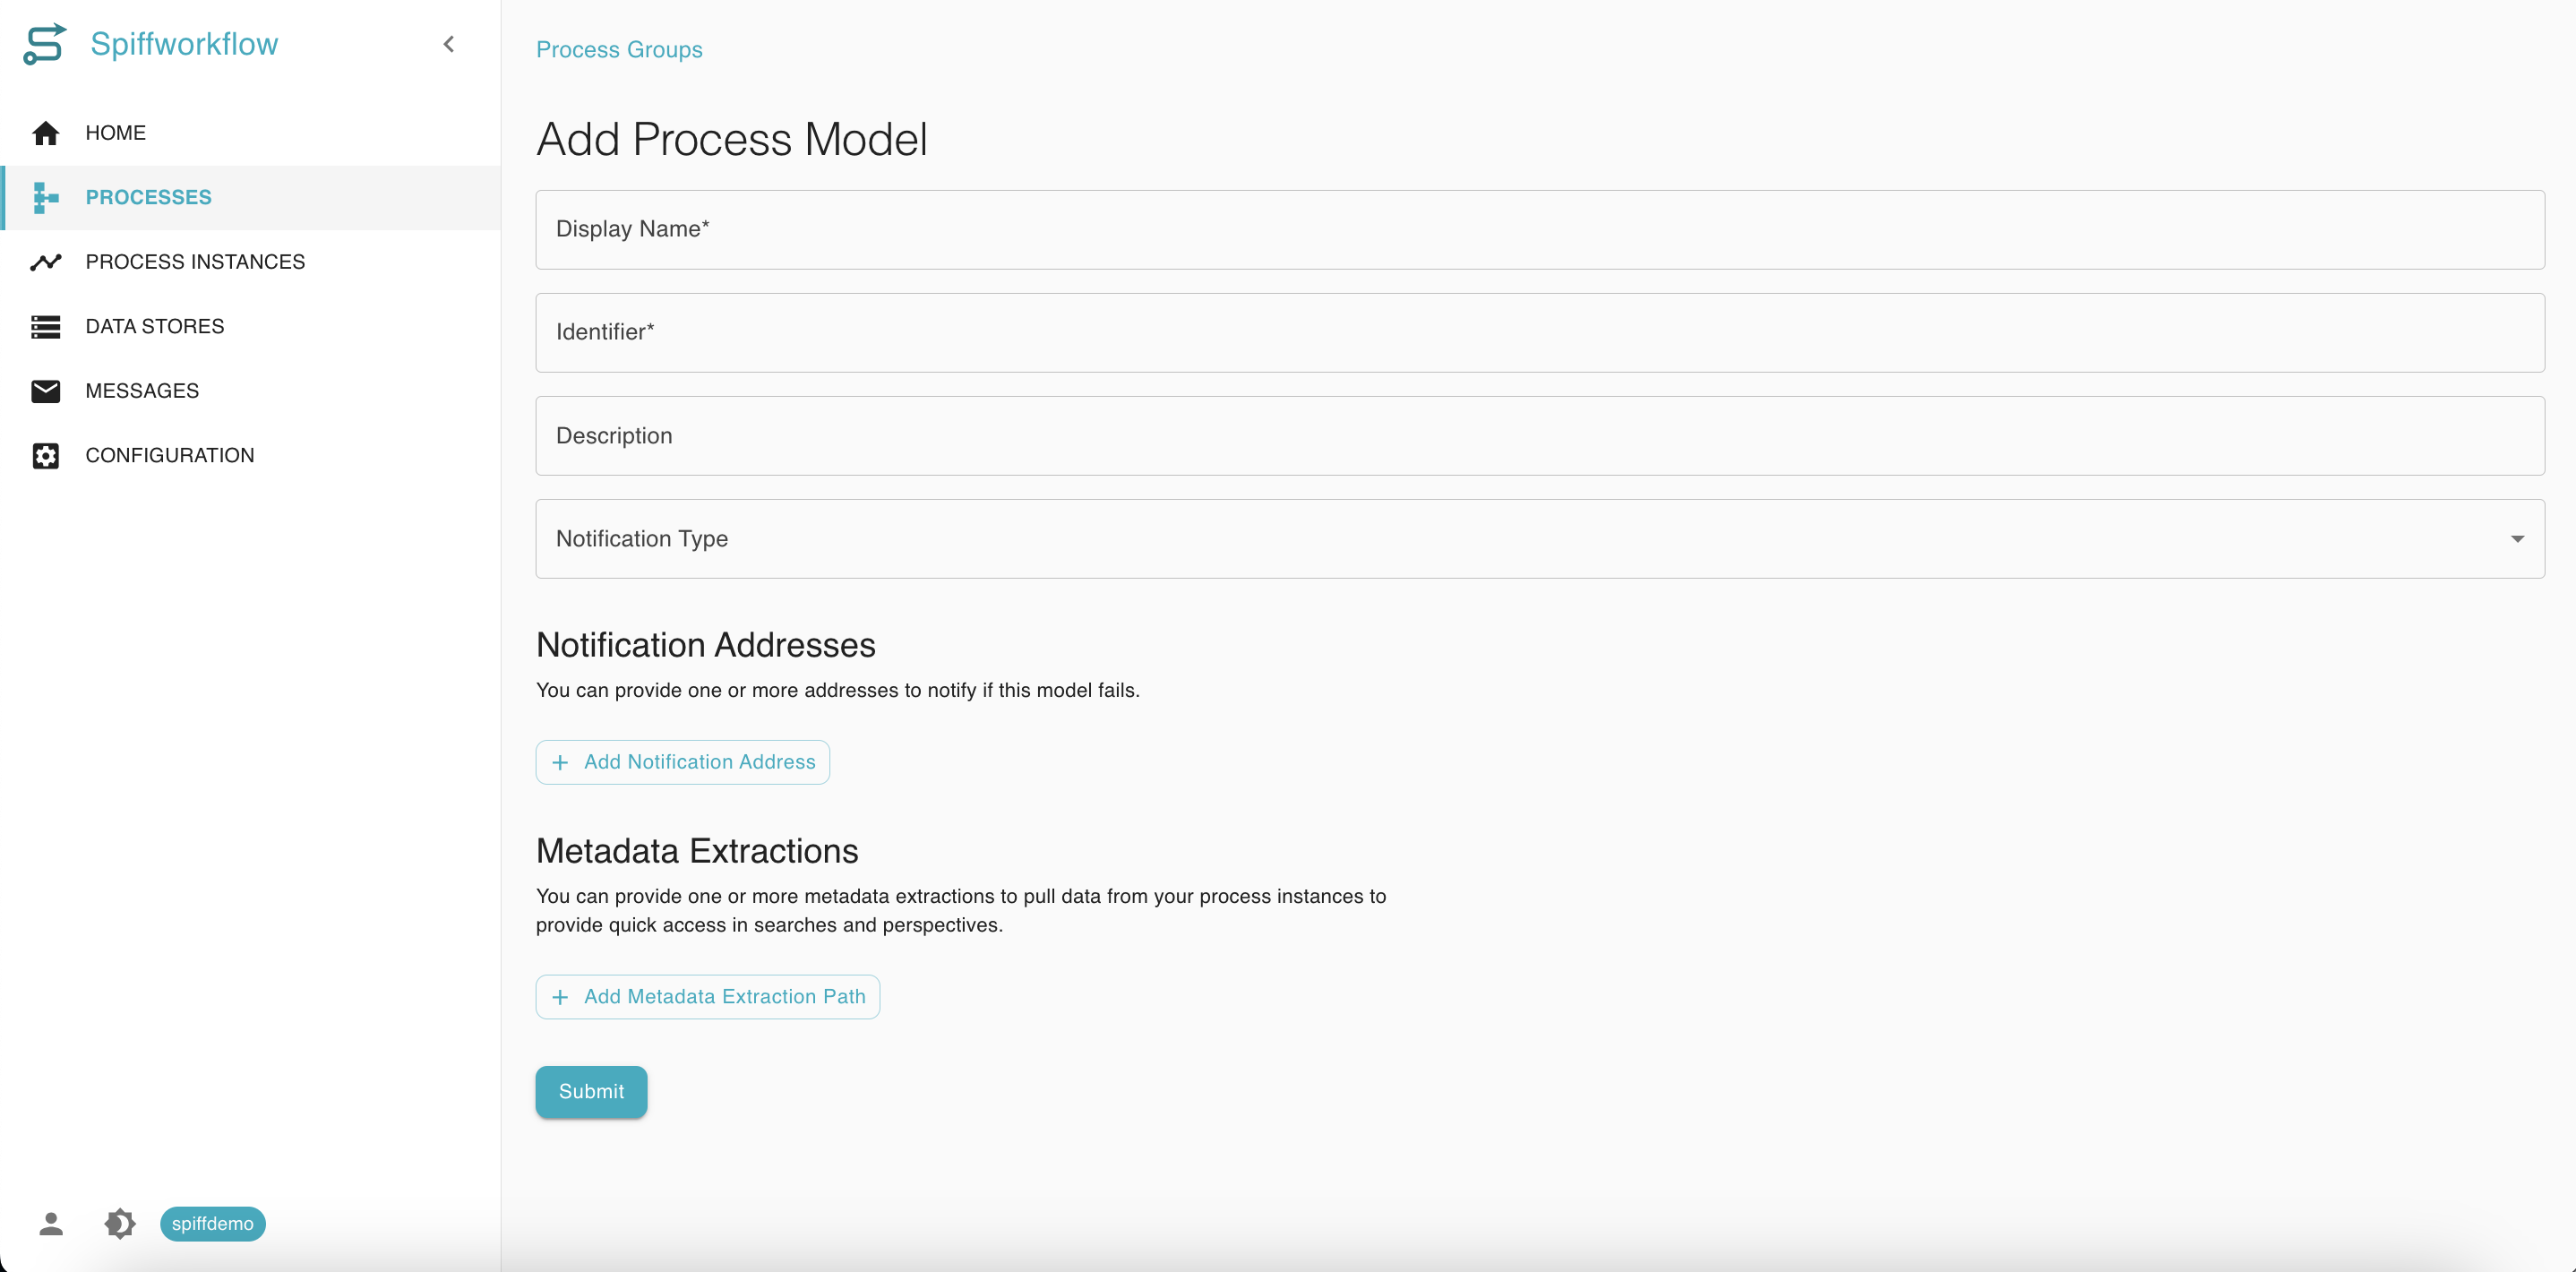 Spiffworkflow
HOME
PROCESSES
PROCESS INSTANCES
DATA STORES
MESSAGES
CONFIGURATION
spiffdemo
Process Groups
Add Process Model
Display Name*
Identifier*
Description
Notification Type
Notification Addresses
You can provide one or more addresses to notify if this model fails.
+ Add Notification Address
Metadata Extractions
You can provide one or more metadata extractions to pull data from your process instances to
provide quick access in searches and perspectives.
+ Add Metadata Extraction Path
Submit